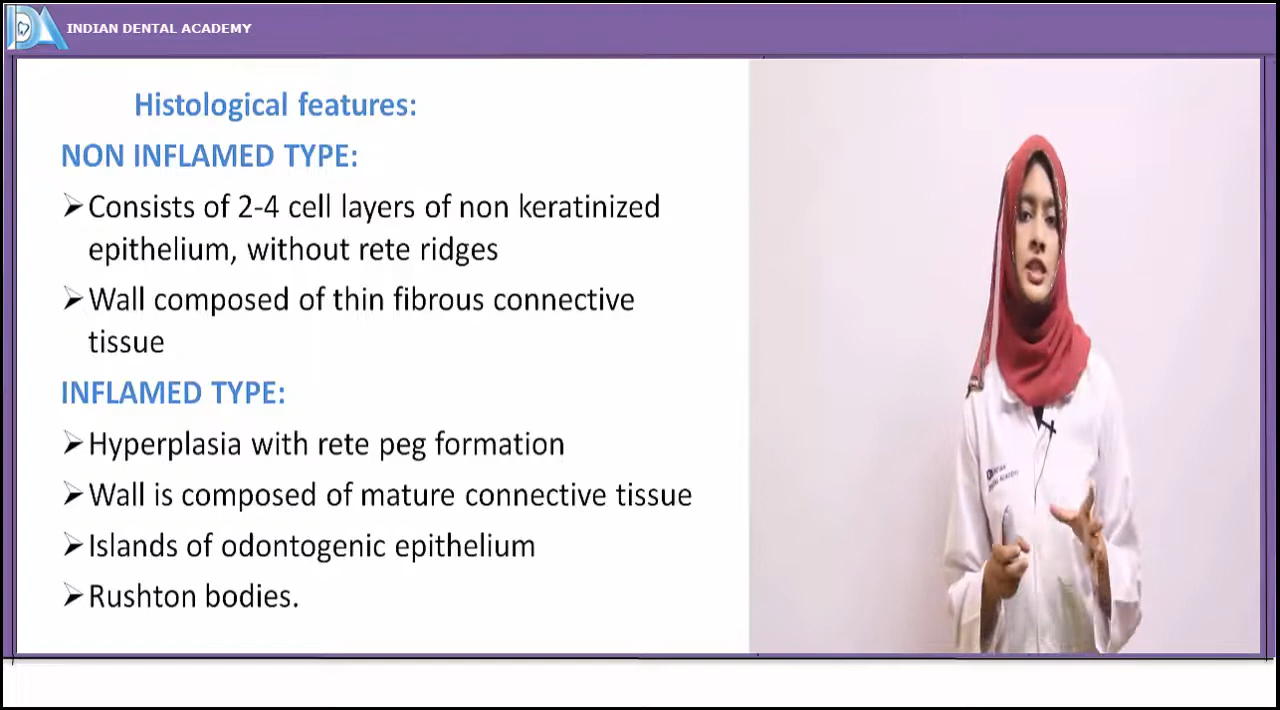 INDIAN DENTAL ACADEMY
Histological features:
NON INFLAMED TYPE:
Consists of 2-4 cell layers of non keratinized
epithelium, without rete ridges
Wall composed of thin fibrous connective
tissue
INFLAMED TYPE:
Hyperplasia with rete peg formation
Wall is composed of mature connective tissue
Islands of odontogenic epithelium
Rushton bodies.